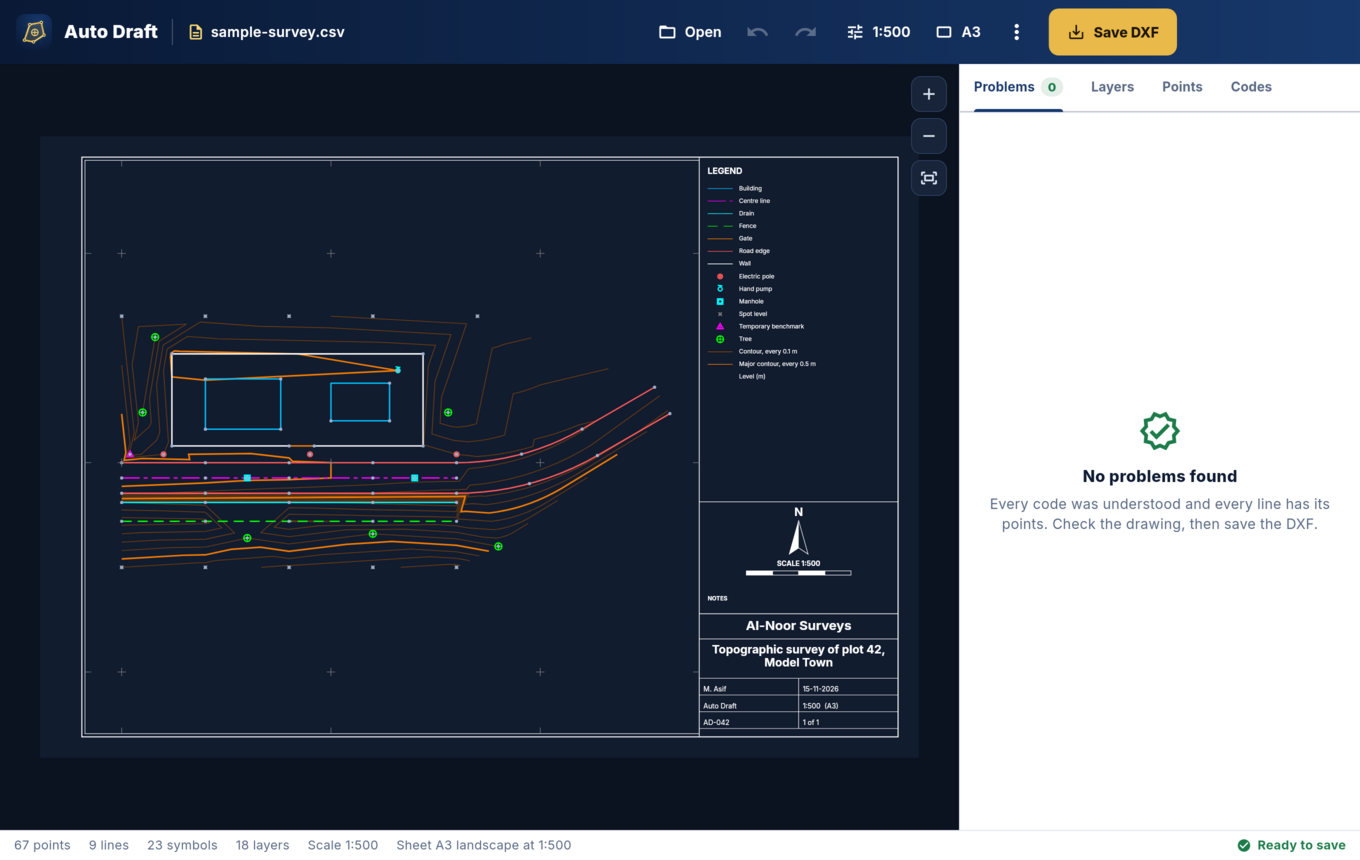 Auto Draft
sample-survey.csv
Open
1:500
A3
Save DXF
Problems 0
Layers
Points
Codes
LEGEND
Building
Centre line
Drain
Fence
Gate
Road edge
Wall
Electric pole
Hand pump
Manhole
Spot level
Temporary benchmark
Tree
Contour, every 0.1 m
Major contour, every 0.5 m
Level (m)
N
SCALE 1:500
NOTES
Al-Noor Surveys
Topographic survey of plot 42,
Model Town
M. Asif
15-11-2026
Auto Draft
1:500 (A3)
AD-042
1 of 1
No problems found
Every code was understood and every line has its
points. Check the drawing, then save the DXF.
67 points
9 lines
23 symbols
18 layers
Scale 1:500
Sheet A3 landscape at 1:500
Ready to save